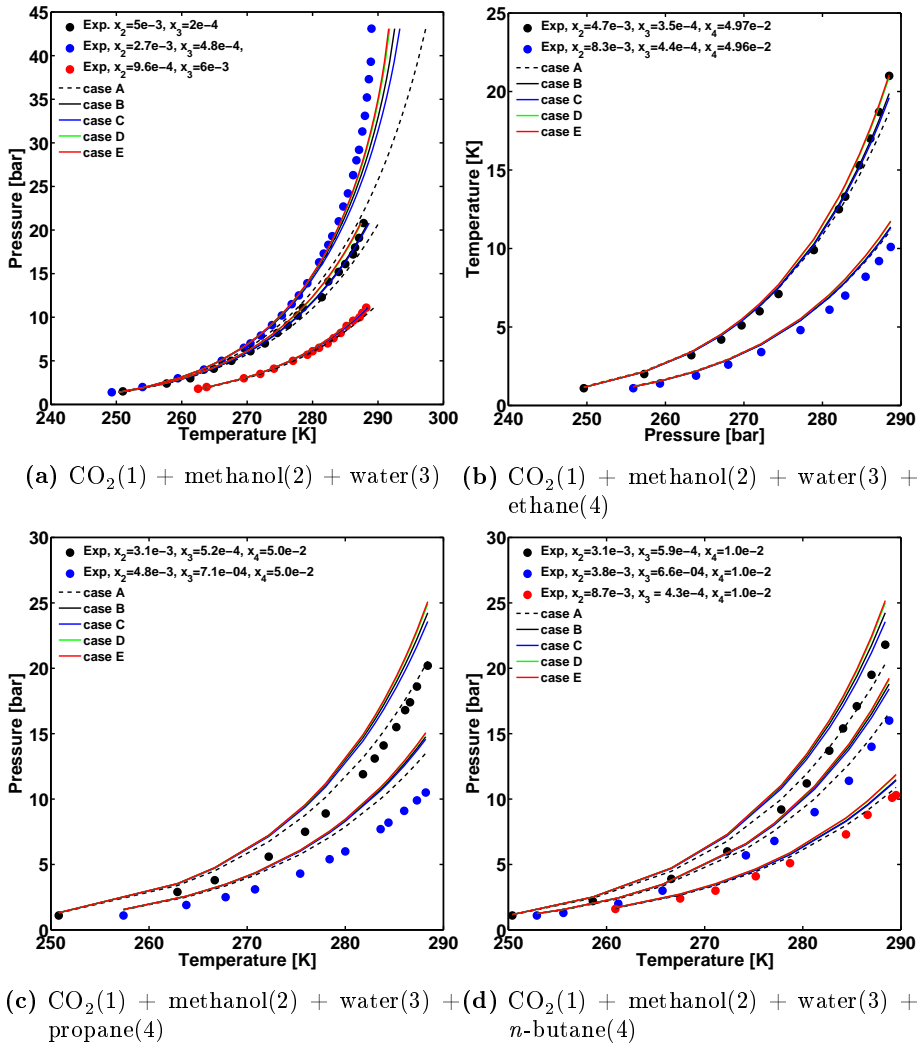 45
40
35
30
25
20
15
10
5
0
240 250 260 270 280 290 300
Pressure [bar]
Temperature [K]
Exp. x2=5e-3, x3=2e-4
Exp, x2=2.7e-3, x3=4.8e-4,
Exp, x2=9.6e-4, x3=6e-3
case A
case B
case C
case D
case E
(a) CO2(1) + methanol(2) + water(3)
25
20
15
10
5
0
240 250 260 270 280 290
Temperature [K]
Pressure [bar]
Exp, x2=4.7e-3, x3=3.5e-4, x4=4.97e-2
Exp, x2=8.3e-3, x3=4.4e-4, x4=4.96e-2
case A
case B
case C
case D
case E
(b) CO2(1) + methanol(2) + water(3) +
ethane(4)
30
25
20
15
10
5
0
250 260 270 280 290
Pressure [bar]
Temperature [K]
Exp, x2=3.1e-3, x3=5.2e-4, x4=5.0e-2
Exp, x2=4.8e-3, x3=7.1e-04, x4=5.0e-2
case A
case B
case C
case D
case E
(c) CO2(1) + methanol(2) + water(3) +
propane(4)
30
25
20
15
10
5
0
250 260 270 280 290
Pressure [bar]
Temperature [K]
Exp, x2=3.1e-3, x3=5.9e-4, x4=1.0e-2
Exp, x2=3.8e-3, x3=6.6e-04, x4=1.0e-2
Exp, x2=8.7e-3, x3 = 4.3e-4, x4=1.0e-2
case A
case B
case C
case D
case E
(d) CO2(1) + methanol(2) + water(3) +
n-butane(4)